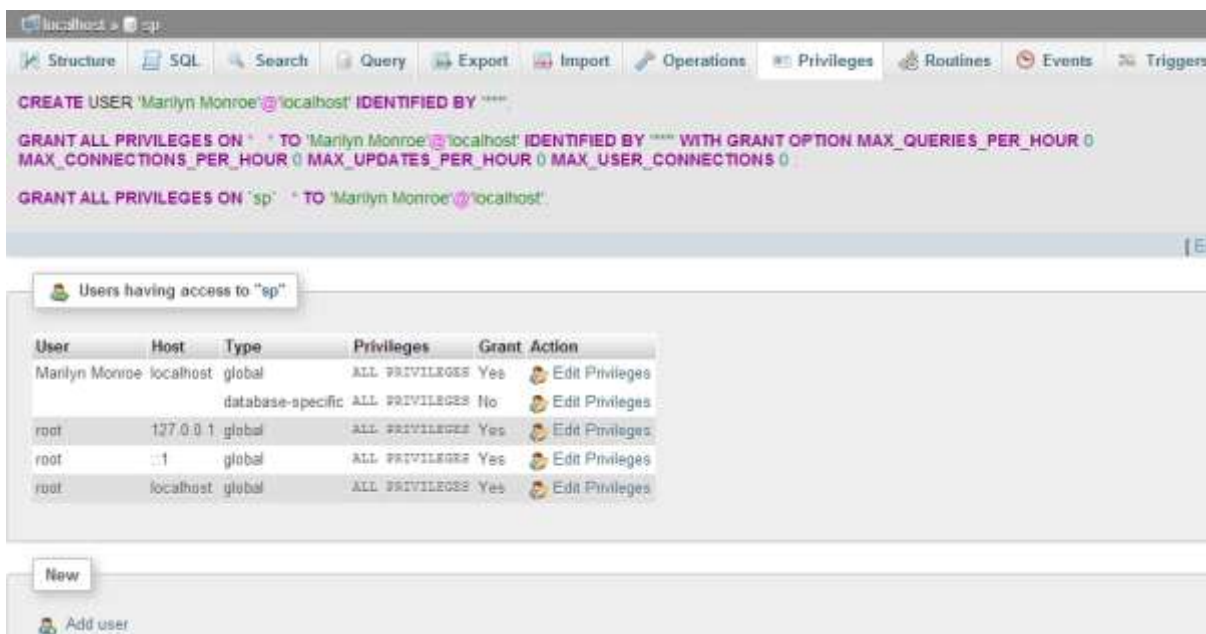 localhost » sp
Structure SQL Search Query Export Import Operations Privileges Routines Events Triggers
CREATE USER 'Marilyn Monroe'@'localhost' IDENTIFIED BY '***';
GRANT ALL PRIVILEGES ON * . * TO 'Marilyn Monroe'@'localhost' IDENTIFIED BY '***' WITH GRANT OPTION MAX_QUERIES_PER_HOUR 0
MAX_CONNECTIONS_PER_HOUR 0 MAX_UPDATES_PER_HOUR 0 MAX_USER_CONNECTIONS 0 ;
GRANT ALL PRIVILEGES ON `sp` . * TO 'Marilyn Monroe'@'localhost';
[ E
Users having access to "sp"
User Host Type Privileges Grant Action
Marilyn Monroe localhost global ALL PRIVILEGES Yes Edit Privileges
database-specific ALL PRIVILEGES No Edit Privileges
root 127.0.0.1 global ALL PRIVILEGES Yes Edit Privileges
root ::1 global ALL PRIVILEGES Yes Edit Privileges
root localhost global ALL PRIVILEGES Yes Edit Privileges
New
Add user